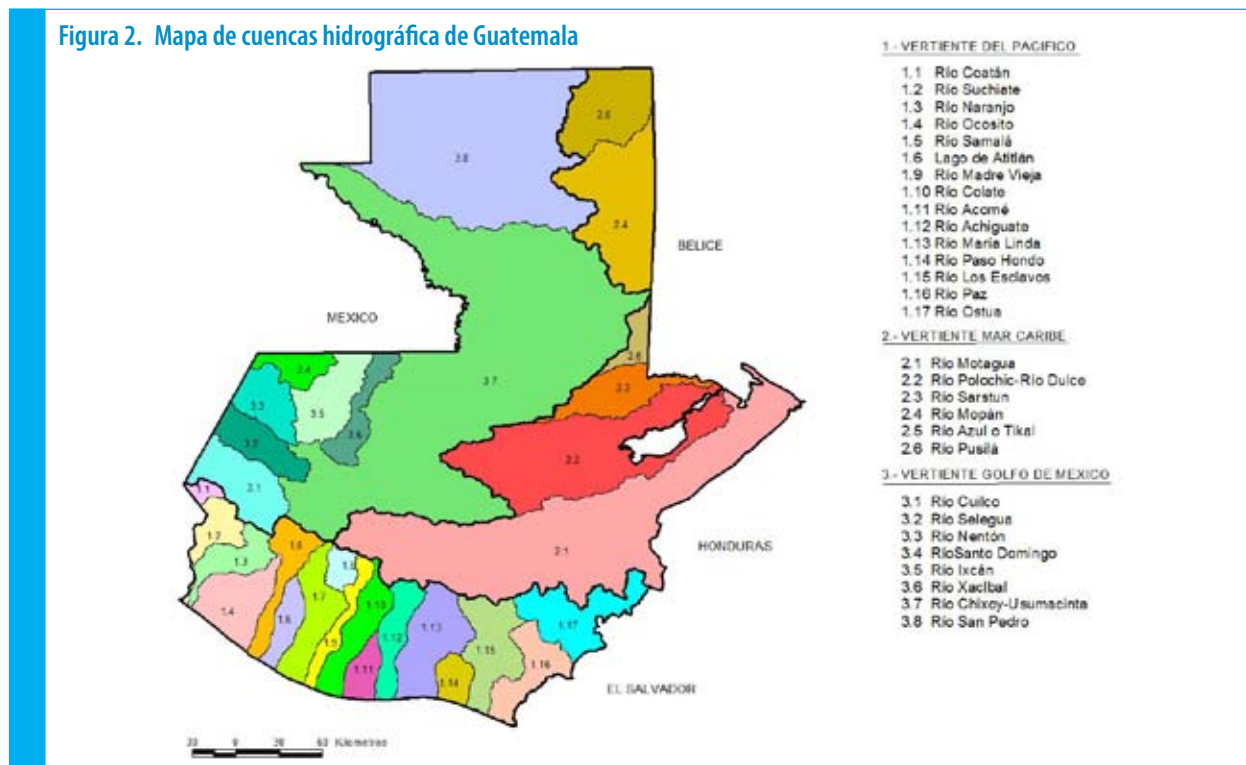 Figura 2. Mapa de cuencas hidrográfica de Guatemala
1.- VERTIENTE DEL PACIFICO
1.1 Río Coatán
1.2 Río Suchiate
1.3 Río Naranjo
1.4 Río Ocosito
1.5 Río Samalá
1.6 Lago de Atitlán
1.9 Río Madre Vieja
1.10 Río Colate
1.11 Río Acomé
1.12 Río Achiguate
1.13 Río María Linda
1.14 Río Paso Hondo
1.15 Río Los Esclavos
1.16 Río Paz
1.17 Río Ostua
2.- VERTIENTE MAR CARIBE
2.1 Río Motagua
2.2 Río Polochic-Río Dulce
2.3 Río Sarstun
2.4 Río Mopán
2.5 Río Azul o Tikal
2.6 Río Pusilá
3.- VERTIENTE GOLFO DE MEXICO
3.1 Río Cuilco
3.2 Río Selegua
3.3 Río Nentón
3.4 RíoSanto Domingo
3.5 Río Ixcán
3.6 Río Xaclbal
3.7 Río Chixoy-Usumacinta
3.8 Río San Pedro
3.8
2.4
BELICE
MEXICO
3.7
2.3
3.5
3.6
2.2
3.1
1.1
1.2
1.3
2.1
HONDURAS
1.4
1.6
1.7
1.10
1.12
1.13
1.11
1.14
1.15
1.16
1.17
EL SALVADOR
30 0 30 60 Kilometros